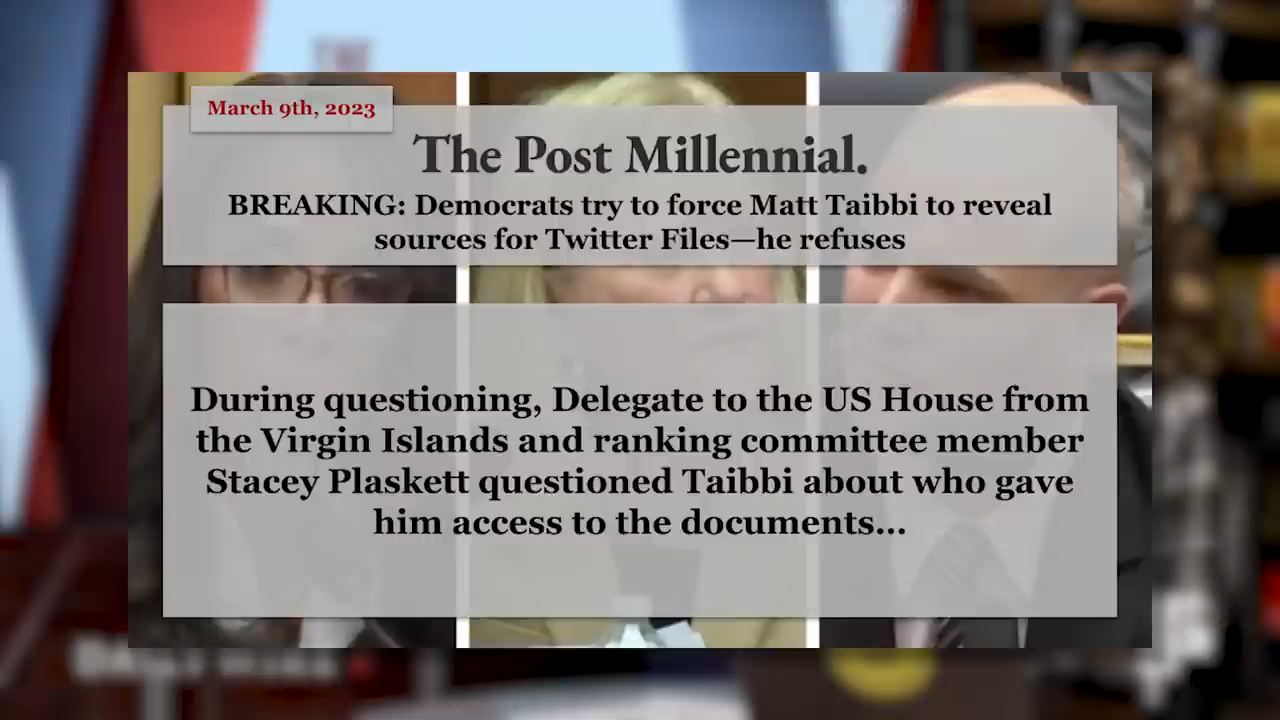 March 9th, 2023
The Post Millennial.
BREAKING: Democrats try to force Matt Taibbi to reveal
sources for Twitter Files—he refuses
During questioning, Delegate to the US House from
the Virgin Islands and ranking committee member
Stacey Plaskett questioned Taibbi about who gave
him access to the documents...